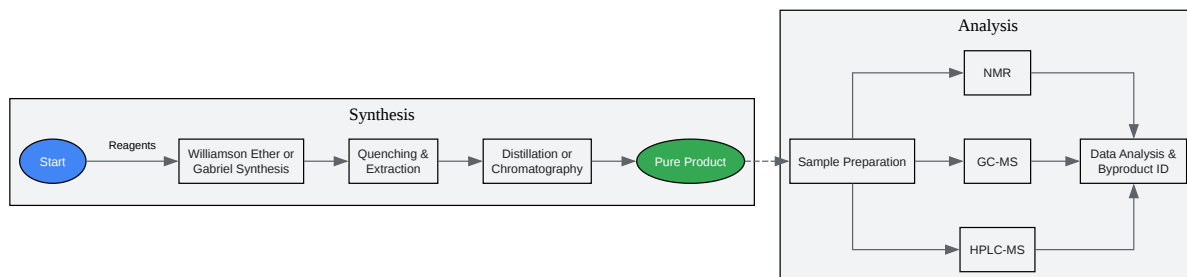 Synthesis
Start
Reagents
Williamson Ether or
Gabriel Synthesis
Quenching &
Extraction
Distillation or
Chromatography
Pure Product
Analysis
Sample Preparation
NMR
GC-MS
HPLC-MS
Data Analysis &
Byproduct ID